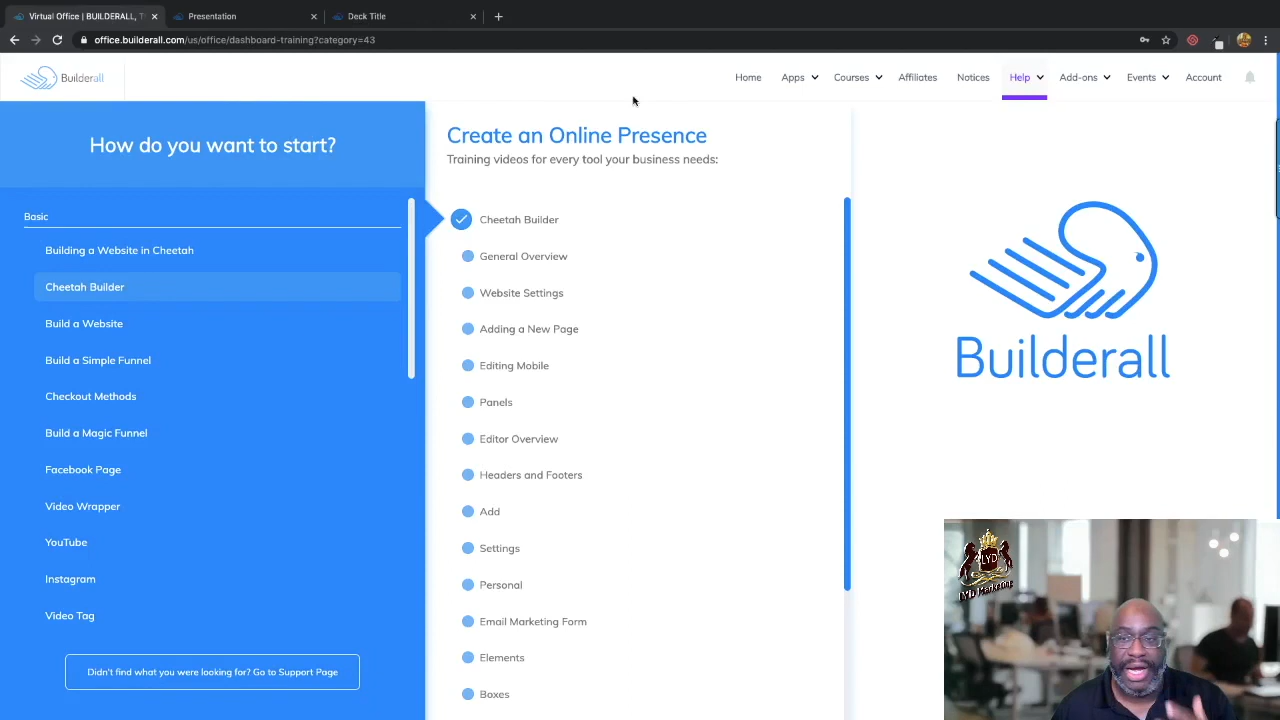 Virtual Office | BUILDERALL, T
Presentation
Deck Title
office.builderall.com/us/office/dashboard-training?category=43
Builderall
Home
Apps
Courses
Affiliates
Notices
Help
Add-ons
Events
Account
How do you want to start?
Basic
Building a Website in Cheetah
Cheetah Builder
Build a Website
Build a Simple Funnel
Checkout Methods
Build a Magic Funnel
Facebook Page
Video Wrapper
YouTube
Instagram
Video Tag
Didn't find what you were looking for? Go to Support Page
Create an Online Presence
Training videos for every tool your business needs:
Cheetah Builder
General Overview
Website Settings
Adding a New Page
Editing Mobile
Panels
Editor Overview
Headers and Footers
Add
Settings
Personal
Email Marketing Form
Elements
Boxes
Builderall
LYD
LYD Marketing